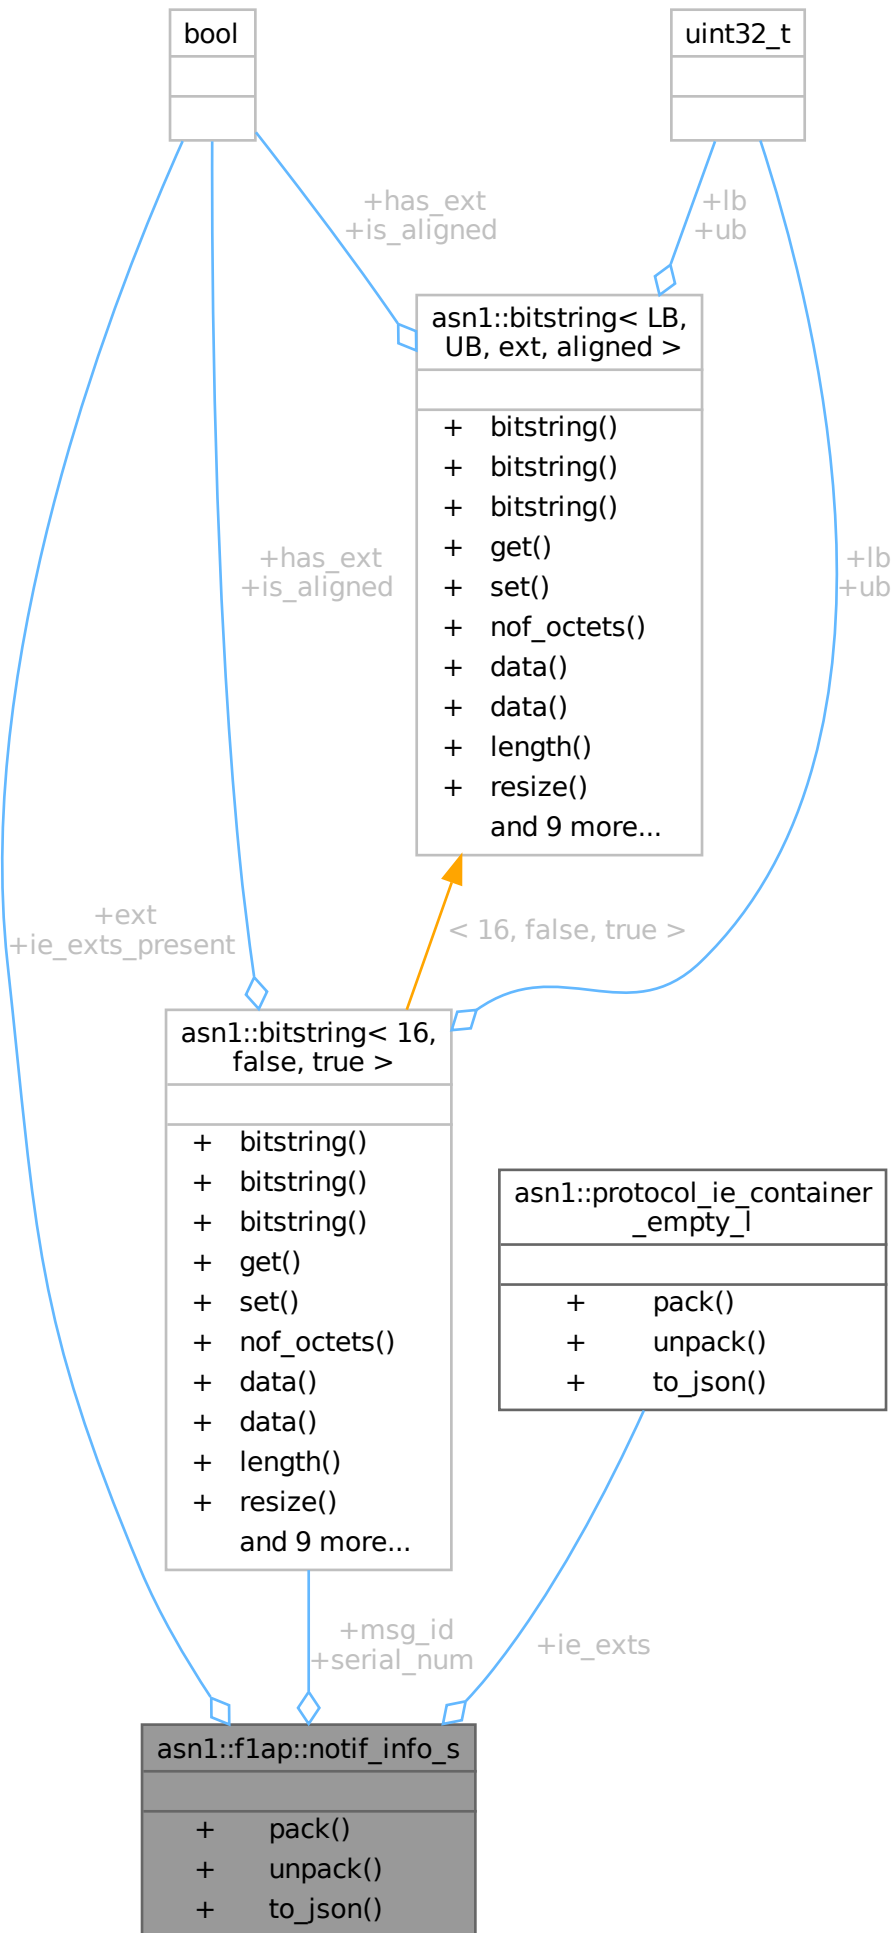 bool
uint32_t
+has_ext
+is_aligned
+lb
+ub
asn1::bitstring< LB,
UB, ext, aligned >
+ bitstring()
+ bitstring()
+ bitstring()
+ get()
+ set()
+ nof_octets()
+ data()
+ data()
+ length()
+ resize()
and 9 more...
+has_ext
+is_aligned
+lb
+ub
+ext
+ie_exts_present
< 16, false, true >
asn1::bitstring< 16,
false, true >
+ bitstring()
+ bitstring()
+ bitstring()
+ get()
+ set()
+ nof_octets()
+ data()
+ data()
+ length()
+ resize()
and 9 more...
asn1::protocol_ie_container
_empty_l
+ pack()
+ unpack()
+ to_json()
+msg_id
+serial_num
+ie_exts
asn1::f1ap::notif_info_s
+ pack()
+ unpack()
+ to_json()